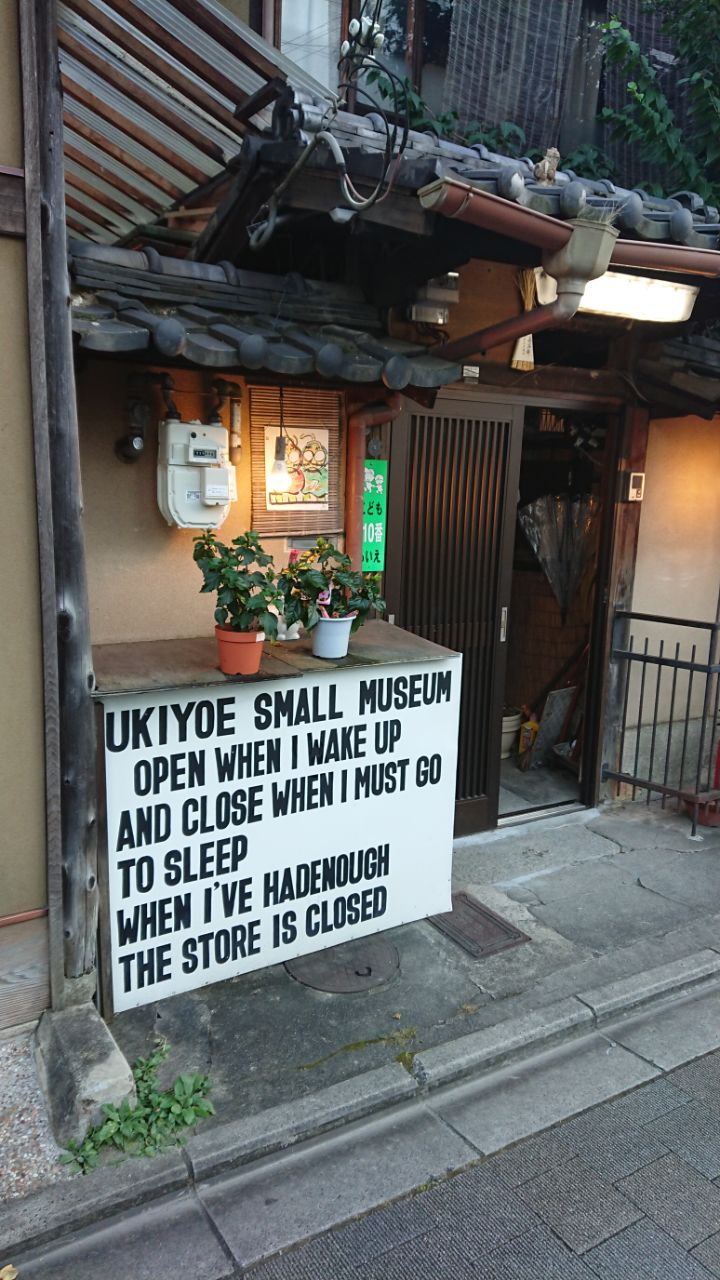 UKIYOE SMALL MUSEUM
OPEN WHEN I WAKE UP
AND CLOSE WHEN I MUST GO
TO SLEEP
WHEN I'VE HADENOUGH
THE STORE IS CLOSED
こども
110番
いえ